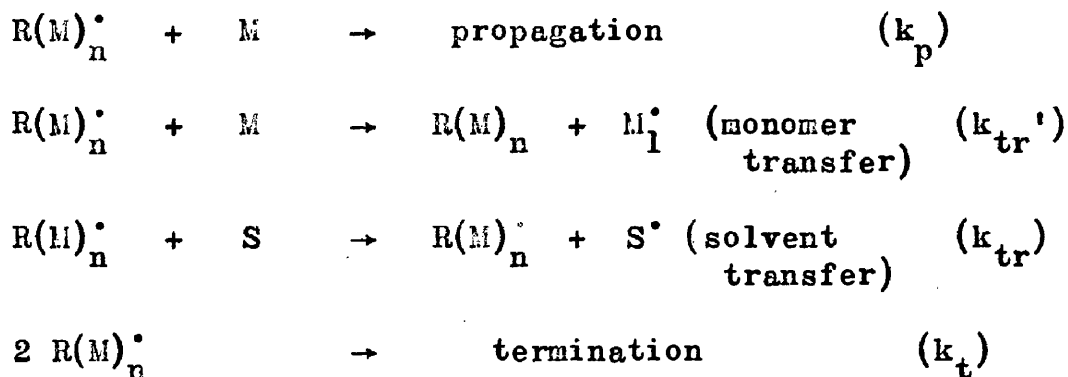 R(M)n• + M → propagation (kp)
R(M)n• + M → R(M)n + M1• (monomer transfer) (ktr')
R(M)n• + S → R(M)n + S• (solvent transfer) (ktr)
2 R(M)n• → termination (kt)